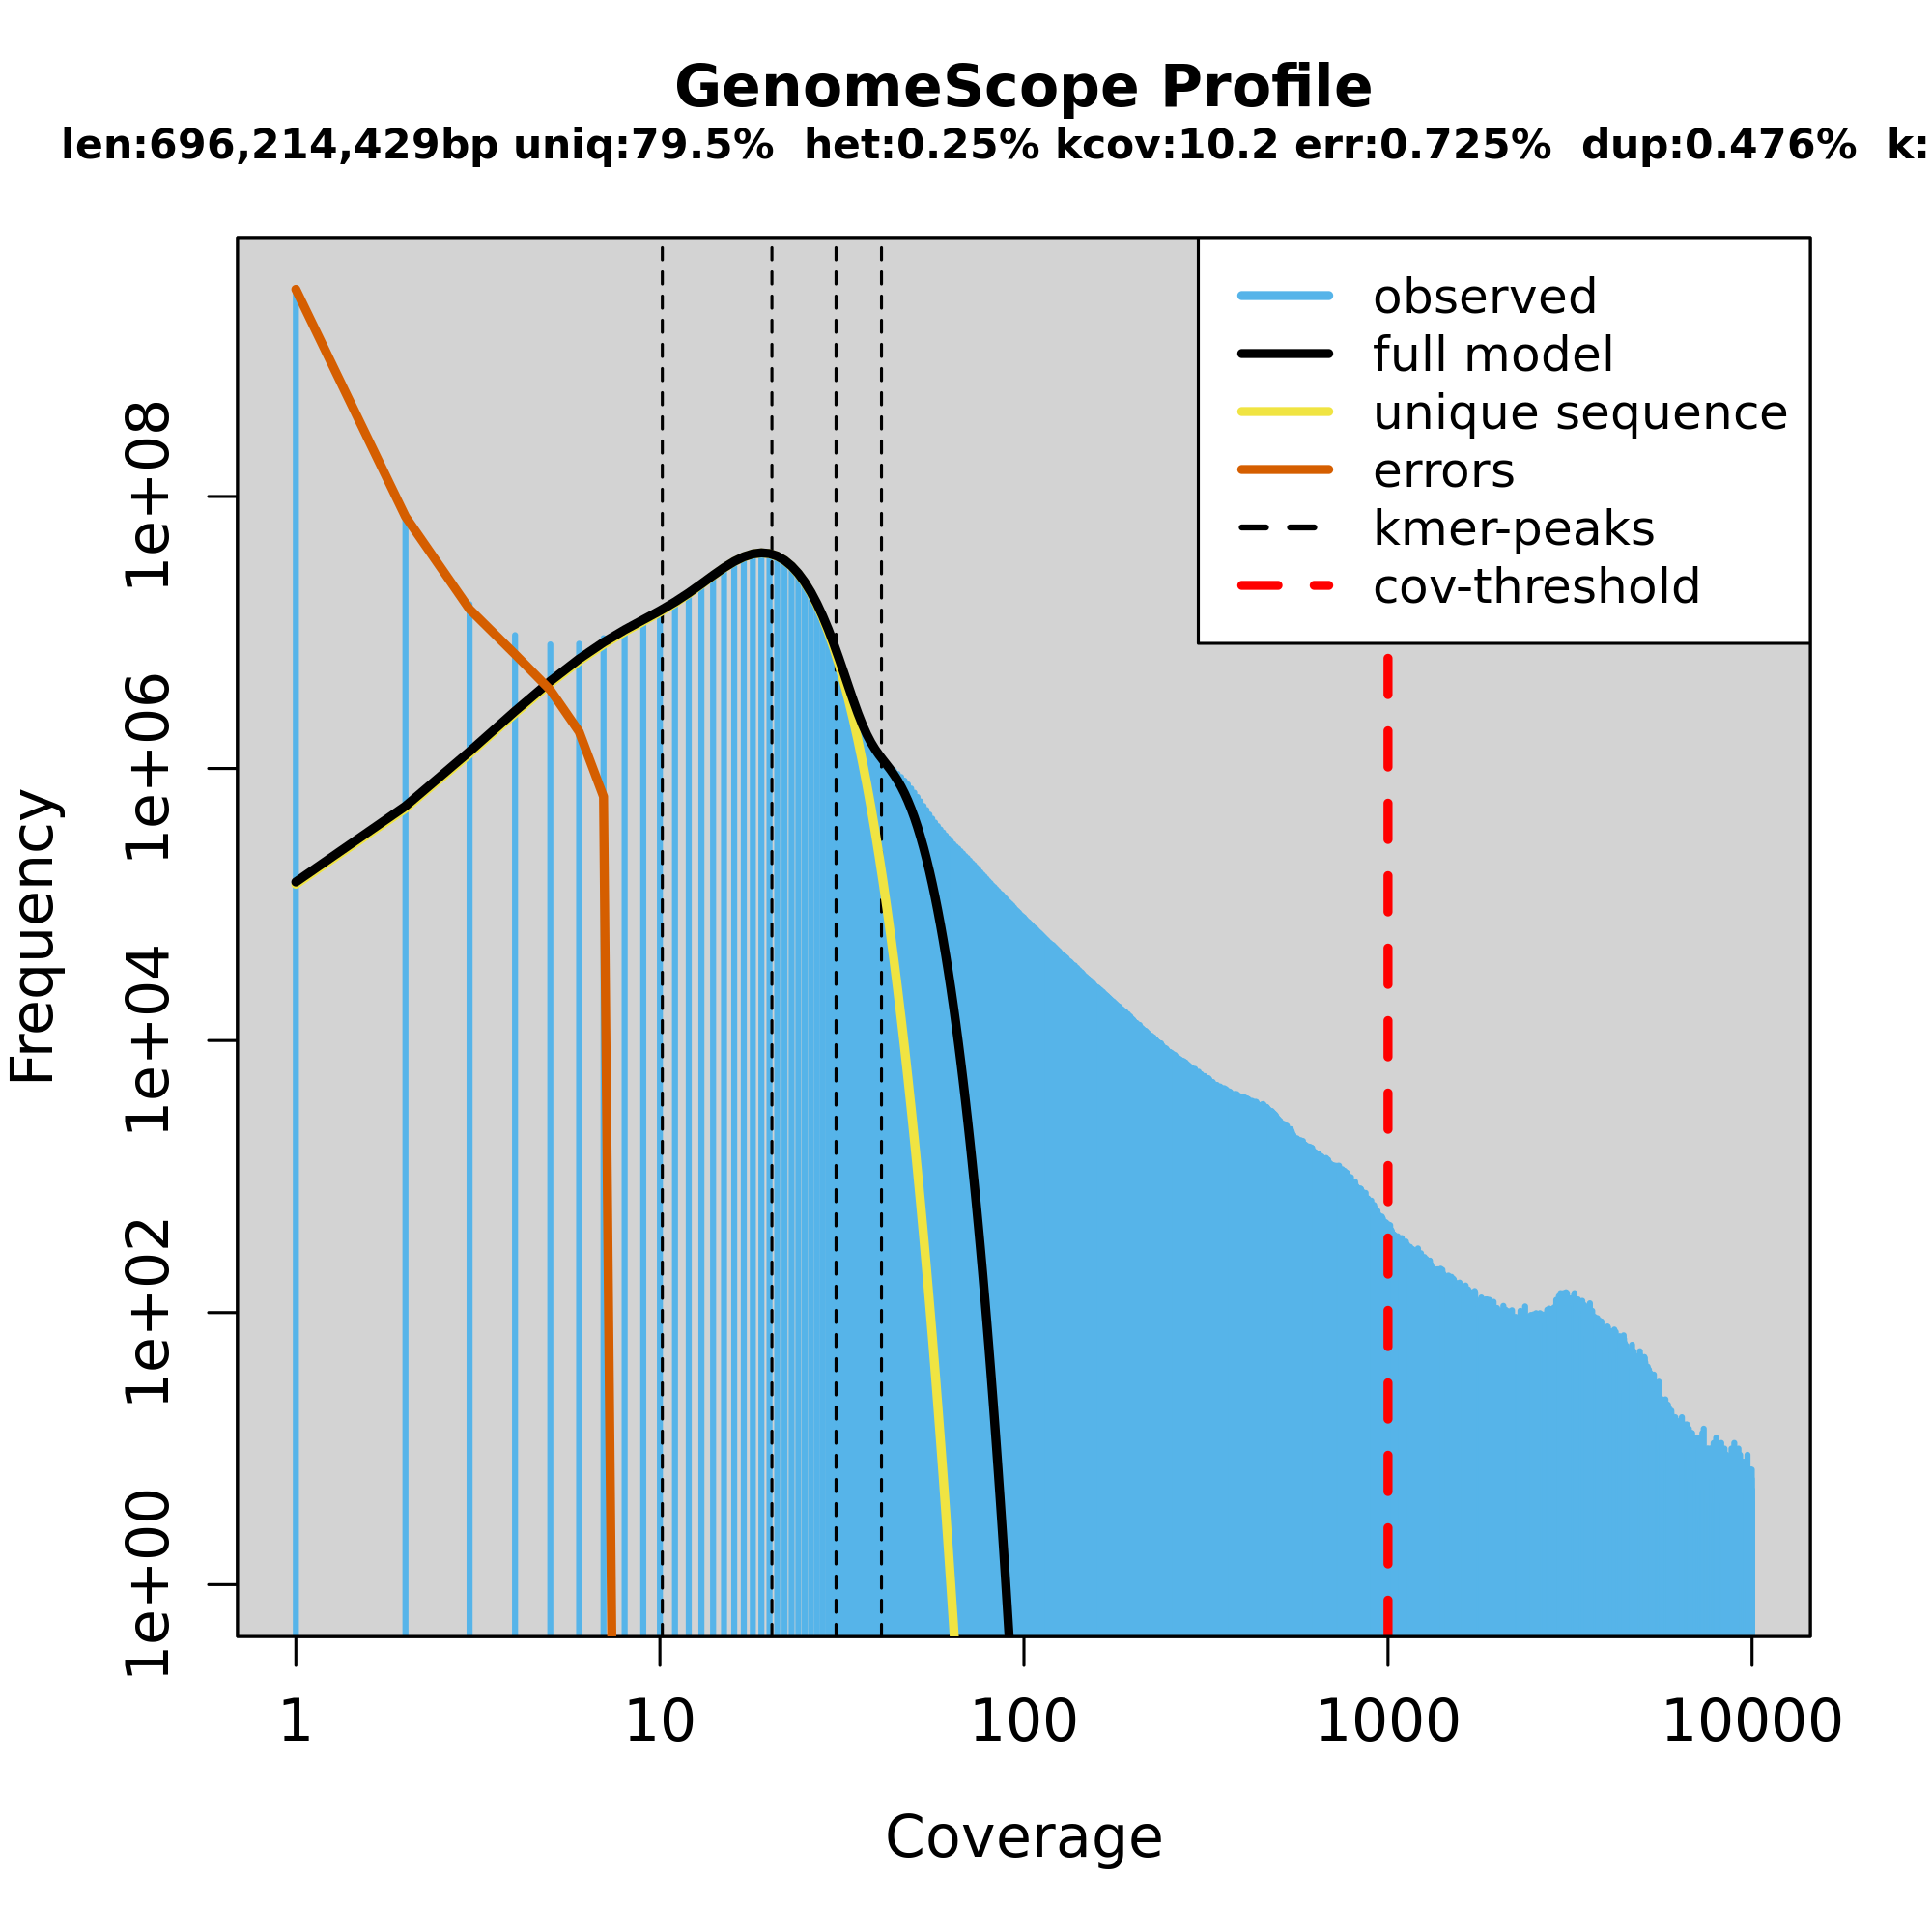 GenomeScope Profile
len:696,214,429bp uniq:79.5% het:0.25% kcov:10.2 err:0.725% dup:0.476% k:
observed
full model
unique sequence
errors
kmer-peaks
cov-threshold
Frequency
1e+08
1e+06
1e+04
1e+02
1e+00
1 10 100 1000 10000
Coverage